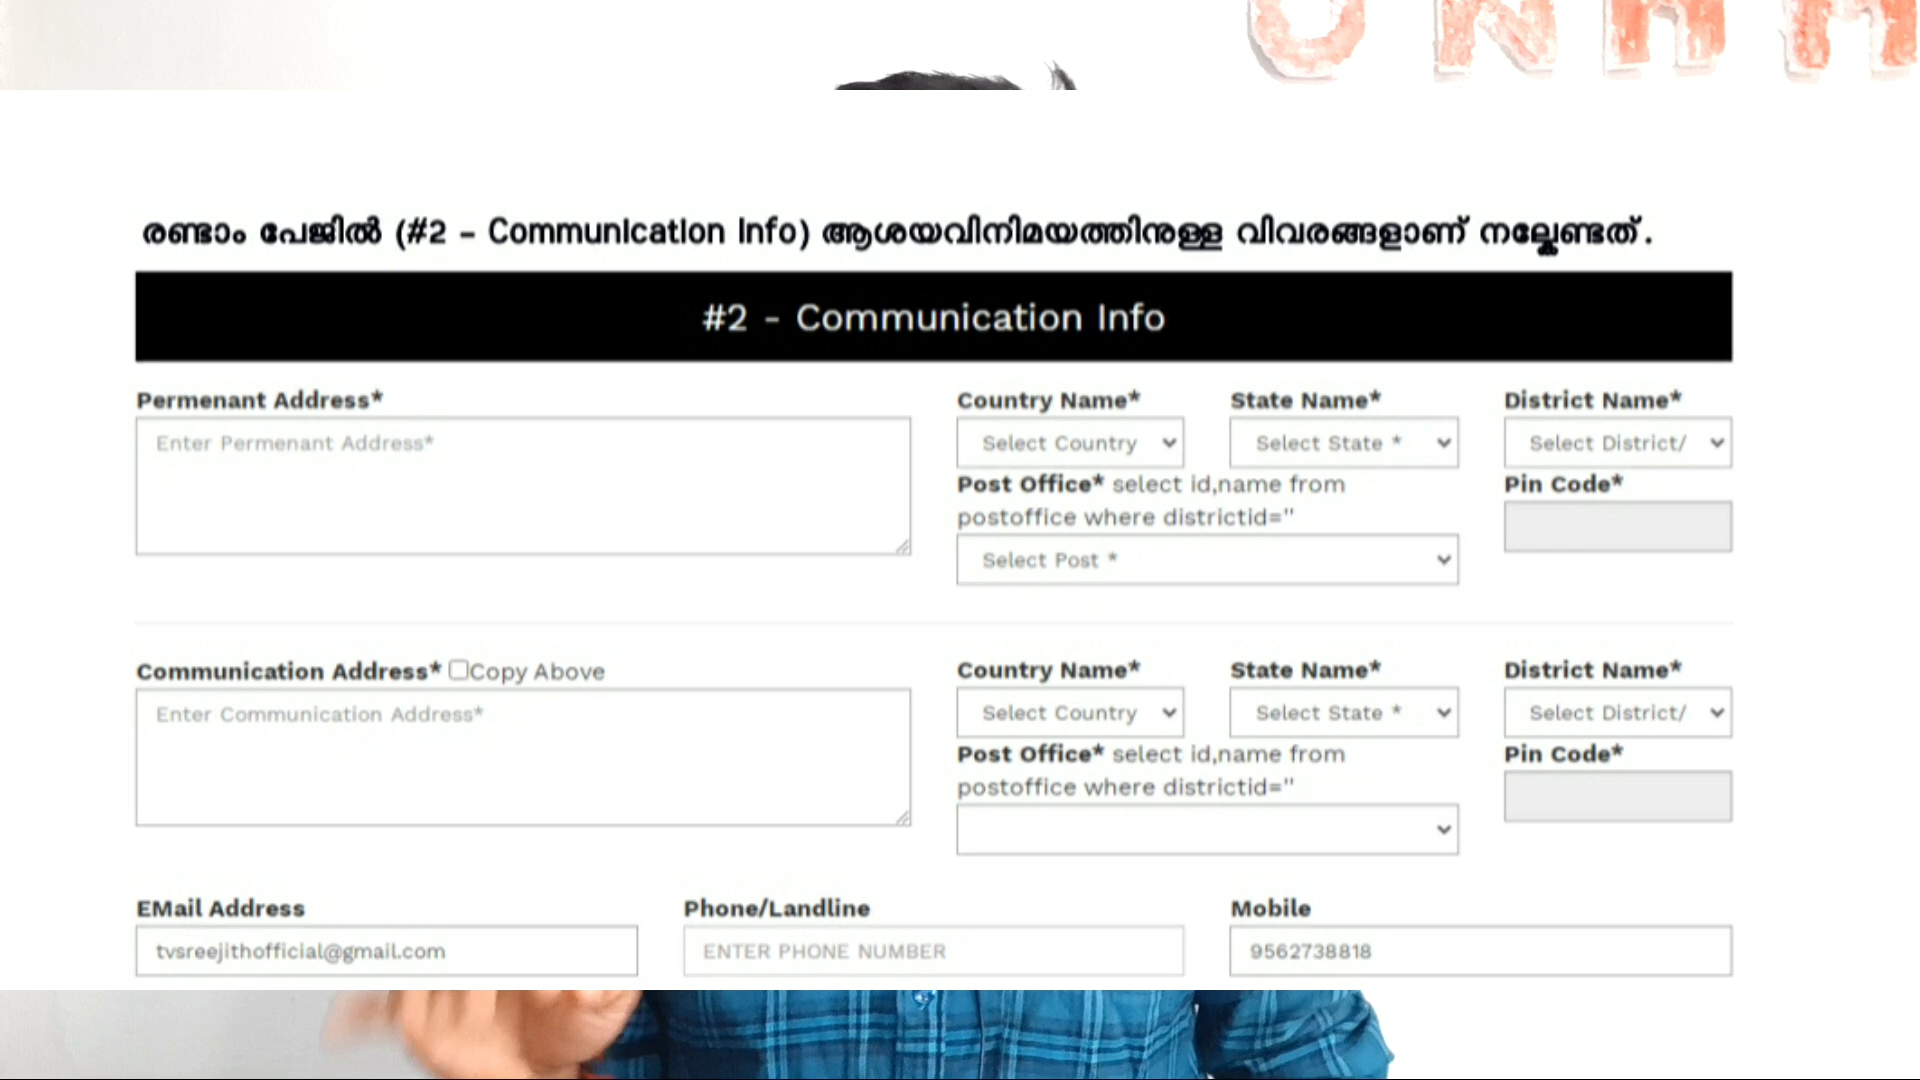 രണ്ടാം പേജിൽ (#2 – Communication Info) ആശയവിനിമയത്തിനുള്ള വിവരങ്ങളാണ് നല്കേണ്ടത്.
#2 - Communication Info
Permenant Address* Country Name* State Name* District Name*
Enter Permenant Address* Select Country Select State * Select District/
Post Office* select id,name from Pin Code*
postoffice where districtid=''
Select Post *
Communication Address* Copy Above Country Name* State Name* District Name*
Enter Communication Address* Select Country Select State * Select District/
Post Office* select id,name from Pin Code*
postoffice where districtid=''
EMail Address Phone/Landline Mobile
tvsreejithofficial@gmail.com ENTER PHONE NUMBER 9562738818